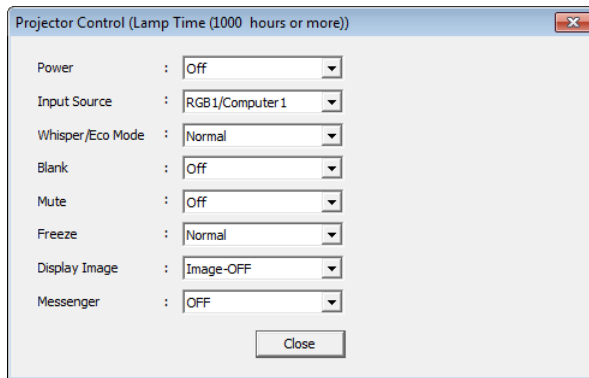 Projector Control (Lamp Time (1000  hours or more))
Power : Off
Input Source : RGB1/Computer1
Whisper/Eco Mode : Normal
Blank : Off
Mute : Off
Freeze : Normal
Display Image : Image-OFF
Messenger : OFF
Close